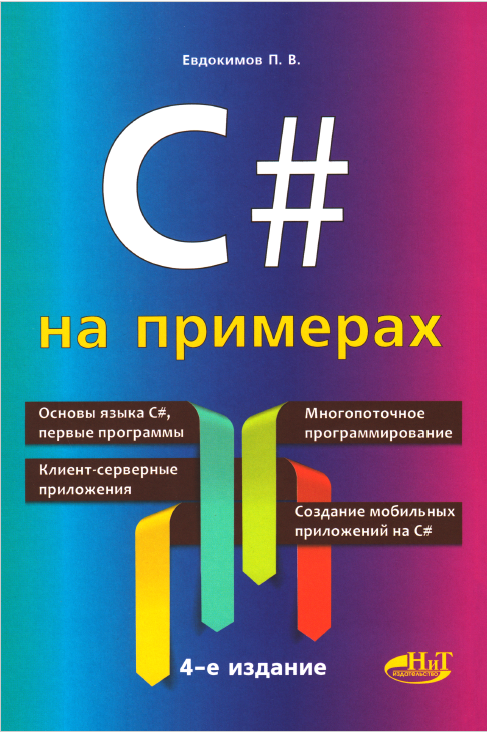 Евдокимов П. В.
C#
на примерах
Основы языка C#,
первые программы
Многопоточное
программирование
Клиент-серверные
приложения
Создание мобильных
приложений на C#
4-е издание
НиТ
ИЗДАТЕЛЬСТВО